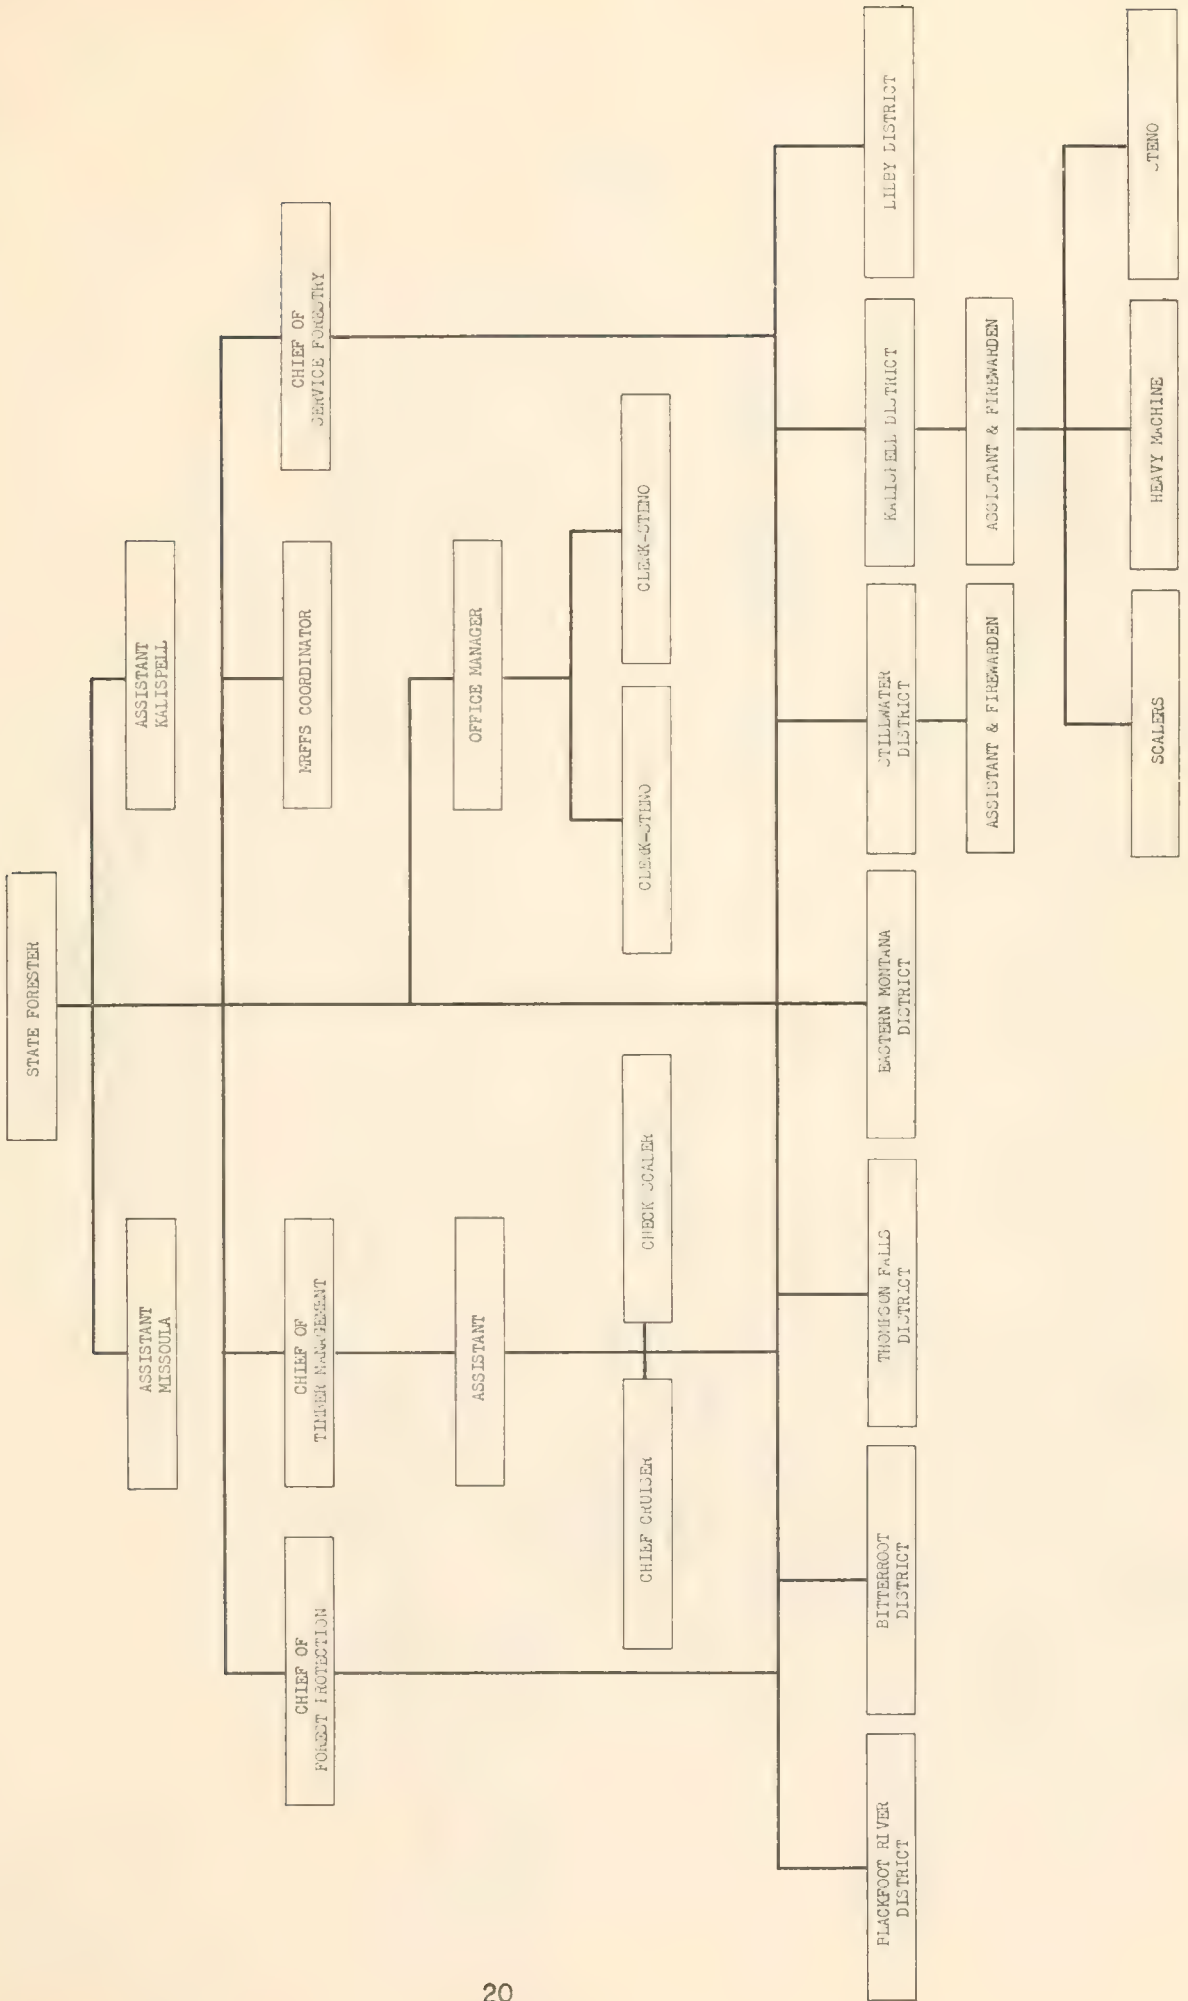 STATE FORESTER
ASSISTANT
MISSOULA
ASSISTANT
KALISPELL
CHIEF OF
FOREST PROTECTION
CHIEF OF
TIMBER MANAGEMENT
MRFFS COORDINATOR
CHIEF OF
SERVICE FORESTRY
ASSISTANT
OFFICE MANAGER
CHIEF CRUISER
CHECK SCALER
CLERK-STENO
CLERK-STENO
BLACKFOOT RIVER
DISTRICT
BITTERROOT
DISTRICT
THOMPSON FALLS
DISTRICT
EASTERN MONTANA
DISTRICT
STILLWATER
DISTRICT
KALISPELL DISTRICT
LIBBY DISTRICT
ASSISTANT & FIREWARDEN
ASSISTANT & FIREWARDEN
SCALERS
HEAVY MACHINE
STENO
20